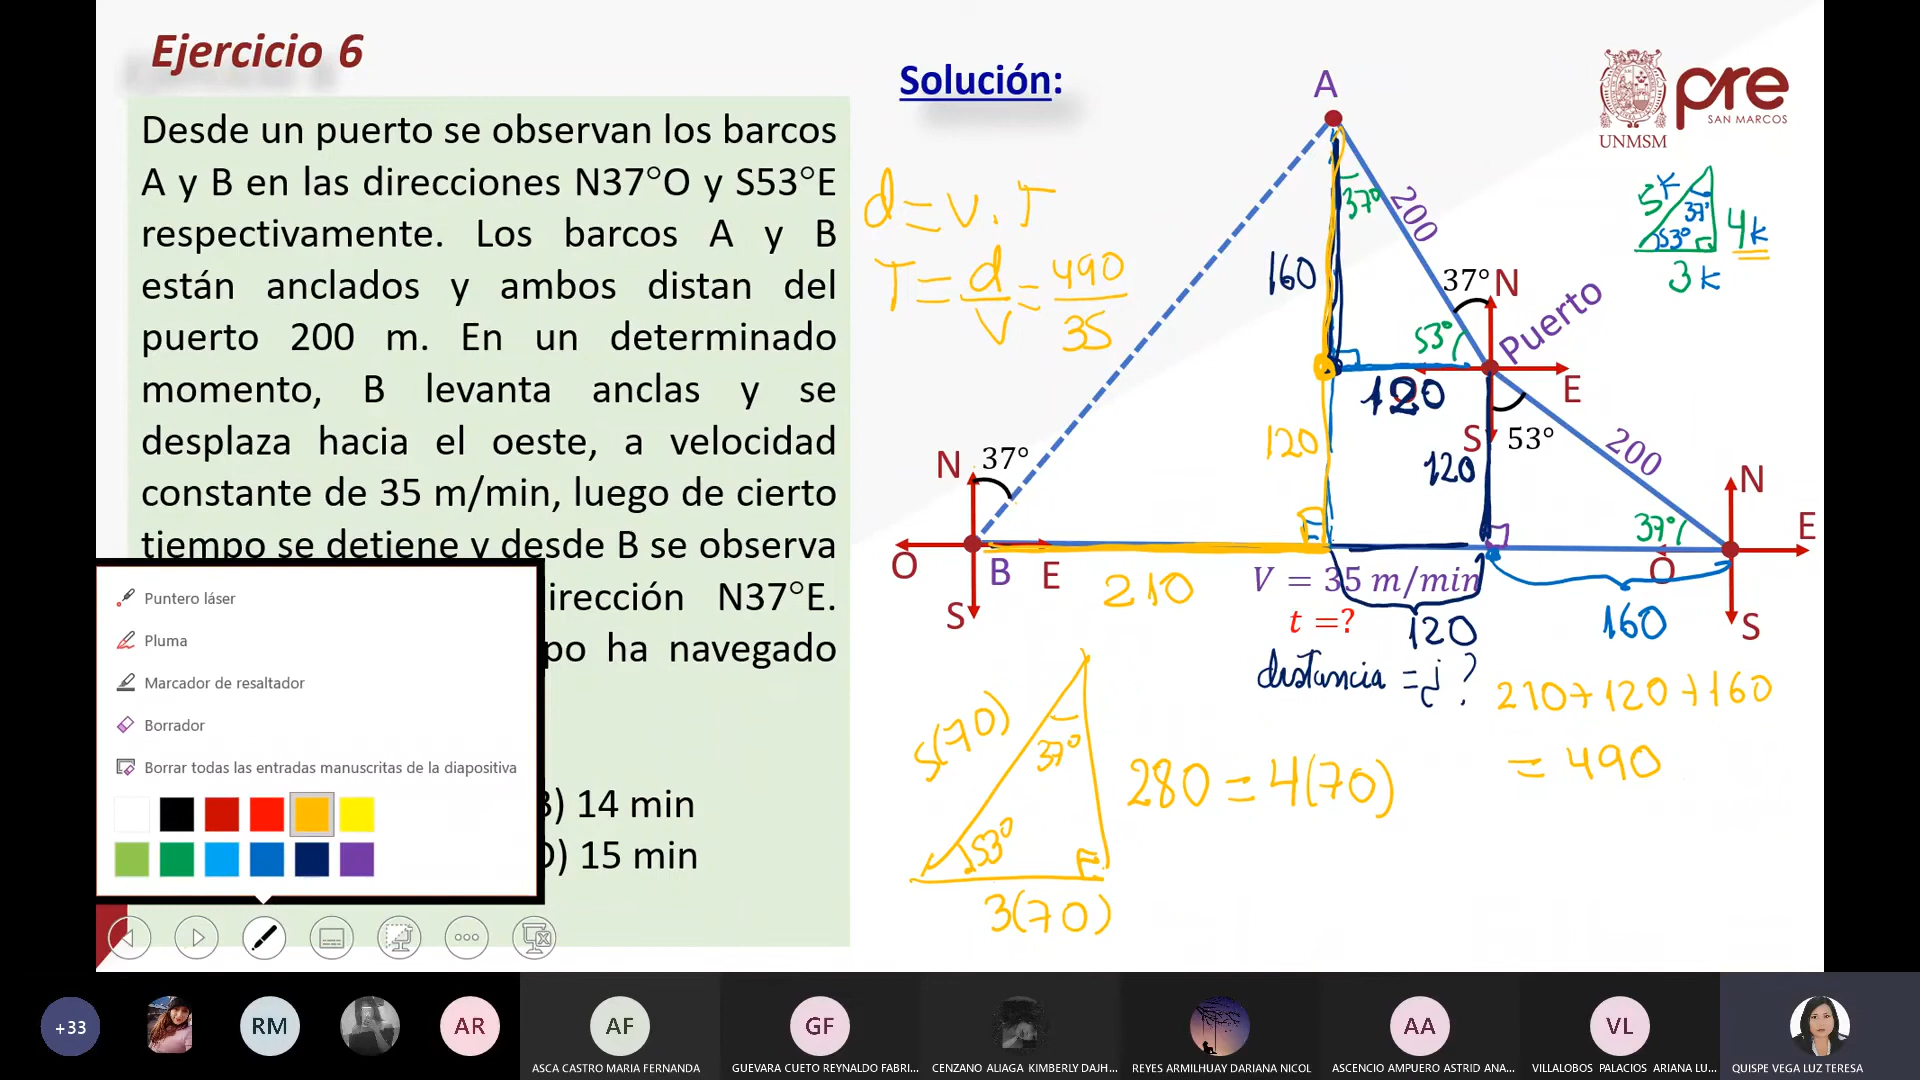 Ejercicio 6
Desde un puerto se observan los barcos
A y B en las direcciones N37°O y S53°E
respectivamente. Los barcos A y B
están anclados y ambos distan del
puerto 200 m. En un determinado
momento, B levanta anclas y se
desplaza hacia el oeste, a velocidad
constante de 35 m/min, luego de cierto
tiempo se detiene y desde B se observa
irección N37°E.
po ha navegado
B) 14 min
D) 15 min
Puntero láser
Pluma
Marcador de resaltador
Borrador
Borrar todas las entradas manuscritas de la diapositiva
Solución:
pre
SAN MARCOS
UNMSM
d = V . T
T = d/V = 490/35
A
37°
200
160
37°
N
Puerto
53°
E
120
S
53°
120
120
200
N
37°
N
37°
E
O
B
E
S
210
V = 35 m/min
t =?
O
120
160
S
distancia = ¿ ?
210 + 120 + 160
= 490
5K
37°
53°
4K
3K
5(70)
37°
53°
3(70)
280 = 4(70)
+33
RM
AR
AF
ASCA CASTRO MARIA FERNANDA
GF
GUEVARA CUETO REYNALDO FABRI...
CENZANO ALIAGA KIMBERLY DAJH...
REYES ARMILHUAY DARIANA NICOL
AA
ASCENCIO AMPUERO ASTRID ANA...
VL
VILLALOBOS PALACIOS ARIANA LU...
QUISPE VEGA LUZ TERESA